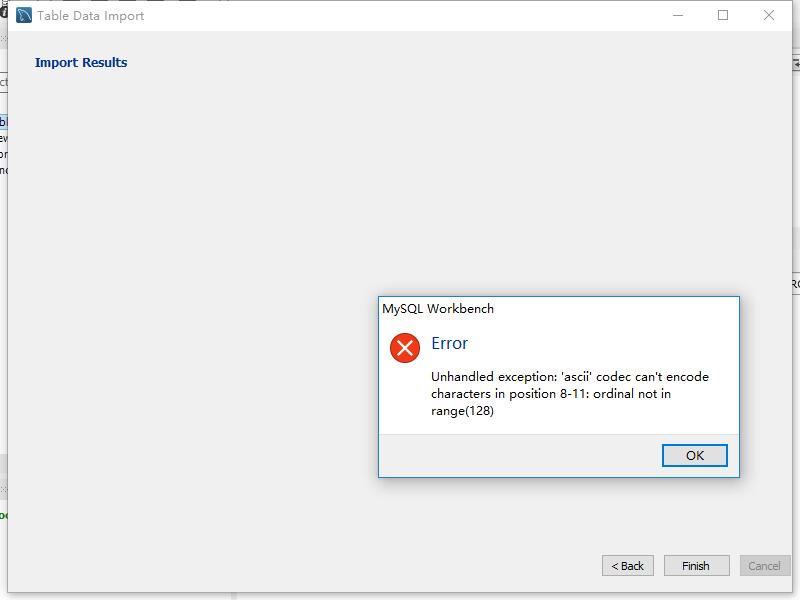 Table Data Import
Import Results
MySQL Workbench
Error
Unhandled exception: 'ascii' codec can't encode
characters in position 8-11: ordinal not in
range(128)
OK
< Back
Finish
Cancel